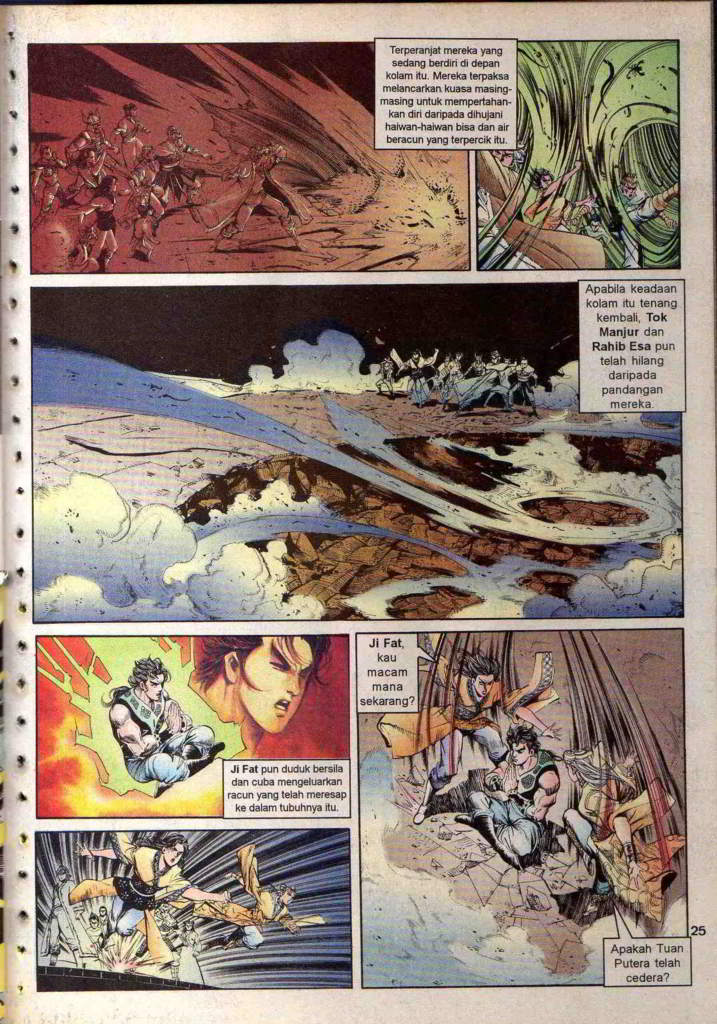 Terperanjat mereka yang
sedang berdiri di depan
kolam itu. Mereka terpaksa
melancarkan kuasa masing-
masing untuk mempertahan-
kan diri daripada dihujani
haiwan-haiwan bisa dan air
beracun yang terpercik itu.
Apabila keadaan
kolam itu tenang
kembali, Tok
Manjur dan
Rahib Esa pun
telah hilang
daripada
pandangan
mereka.
Ji Fat pun duduk bersila
dan cuba mengeluarkan
racun yang telah meresap
ke dalam tubuhnya itu.
Ji Fat,
kau
macam
mana
sekarang?
Apakah Tuan
Putera telah
cedera?
25